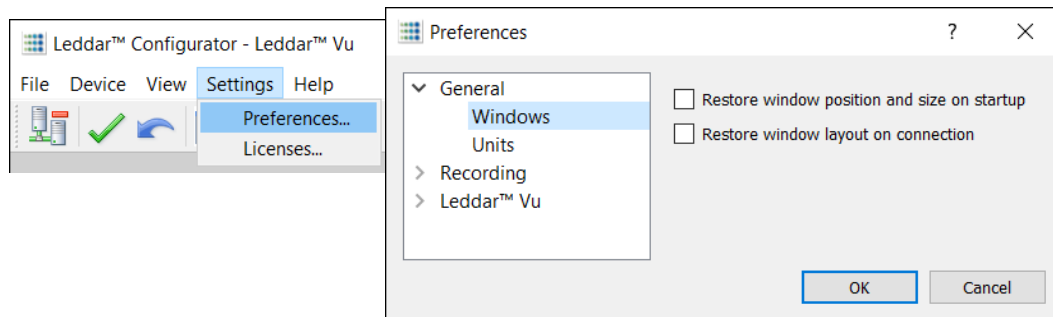 Leddar™ Configurator - Leddar™ Vu
File Device View Settings Help
Preferences...
Licenses...
Preferences
?
General
Windows
Units
Recording
Leddar™ Vu
Restore window position and size on startup
Restore window layout on connection
OK Cancel